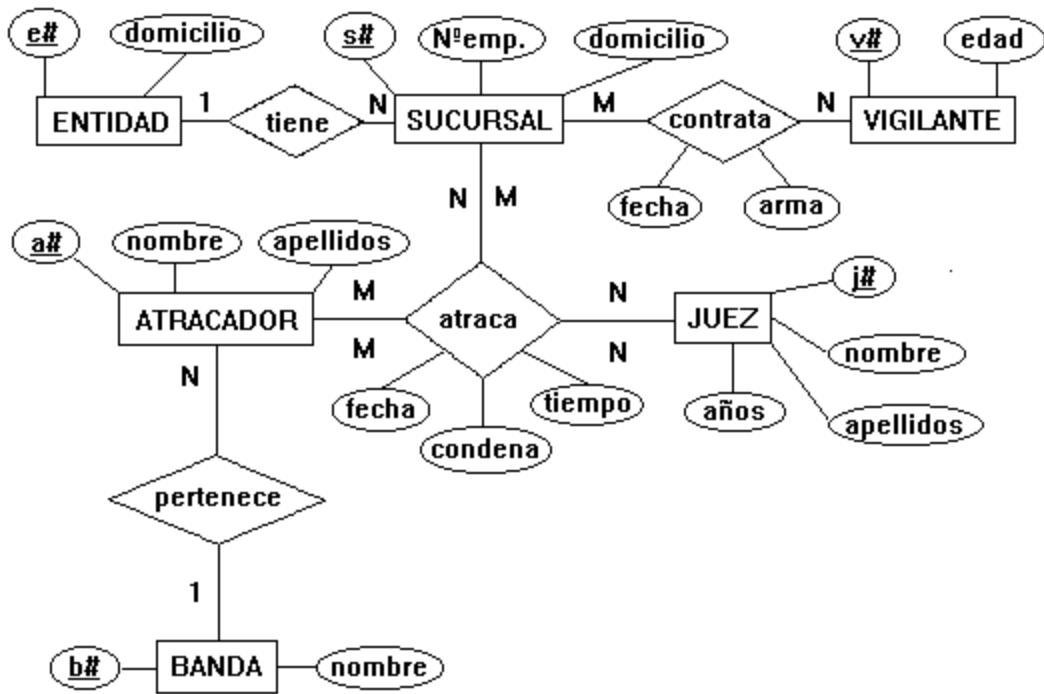 e#
domicilio
s#
Nºemp.
domicilio
v#
edad
ENTIDAD
1
tiene
N
SUCURSAL
M
contrata
N
VIGILANTE
fecha
arma
N
M
a#
nombre
apellidos
ATRACADOR
M
M
atraca
N
N
JUEZ
j#
nombre
apellidos
años
fecha
condena
tiempo
N
pertenece
1
b#
BANDA
nombre